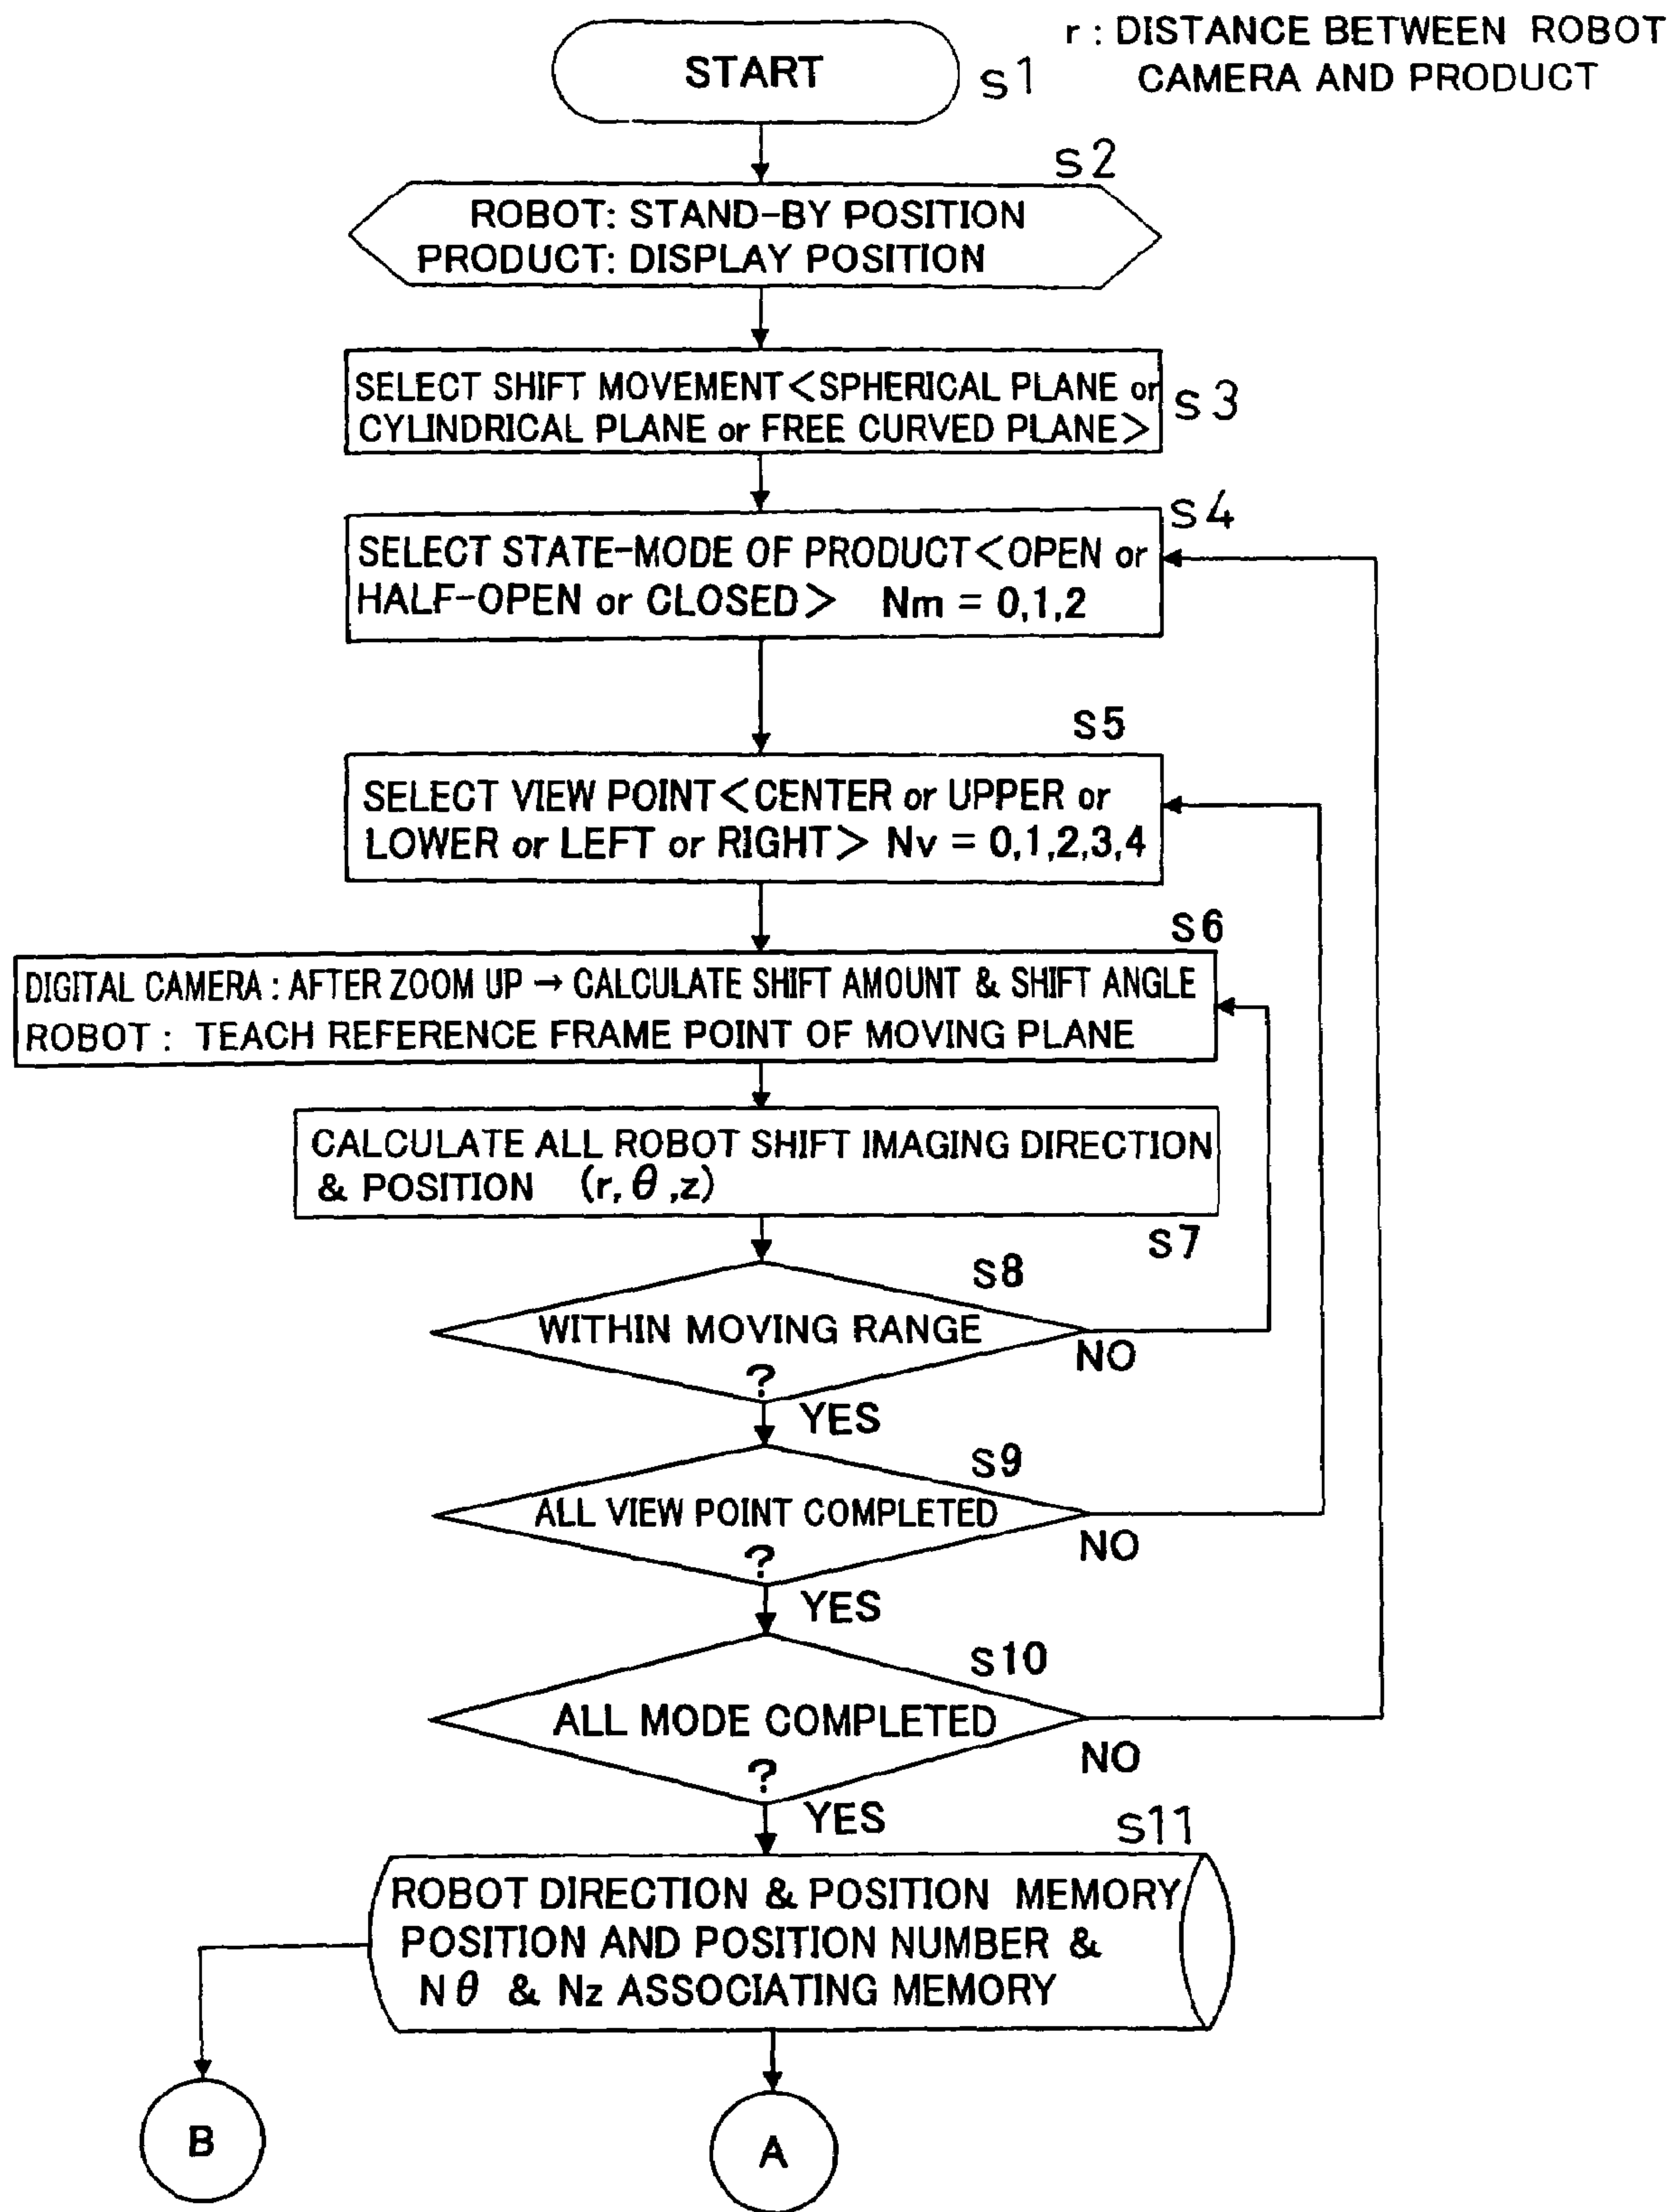 r : DISTANCE BETWEEN ROBOT
CAMERA AND PRODUCT
START
s1
s2
ROBOT: STAND-BY POSITION
PRODUCT: DISPLAY POSITION
SELECT SHIFT MOVEMENT<SPHERICAL PLANE or
CYLINDRICAL PLANE or FREE CURVED PLANE>
s3
s4
SELECT STATE-MODE OF PRODUCT<OPEN or
HALF-OPEN or CLOSED> Nm = 0,1,2
s5
SELECT VIEW POINT<CENTER or UPPER or
LOWER or LEFT or RIGHT> Nv = 0,1,2,3,4
s6
DIGITAL CAMERA : AFTER ZOOM UP → CALCULATE SHIFT AMOUNT & SHIFT ANGLE
ROBOT : TEACH REFERENCE FRAME POINT OF MOVING PLANE
CALCULATE ALL ROBOT SHIFT IMAGING DIRECTION
& POSITION (r, θ ,z)
s7
s8
WITHIN MOVING RANGE
?
NO
YES
s9
ALL VIEW POINT COMPLETED
?
NO
YES
s10
ALL MODE COMPLETED
?
NO
YES
s11
ROBOT DIRECTION & POSITION MEMORY
POSITION AND POSITION NUMBER &
N θ & Nz ASSOCIATING MEMORY
B
A